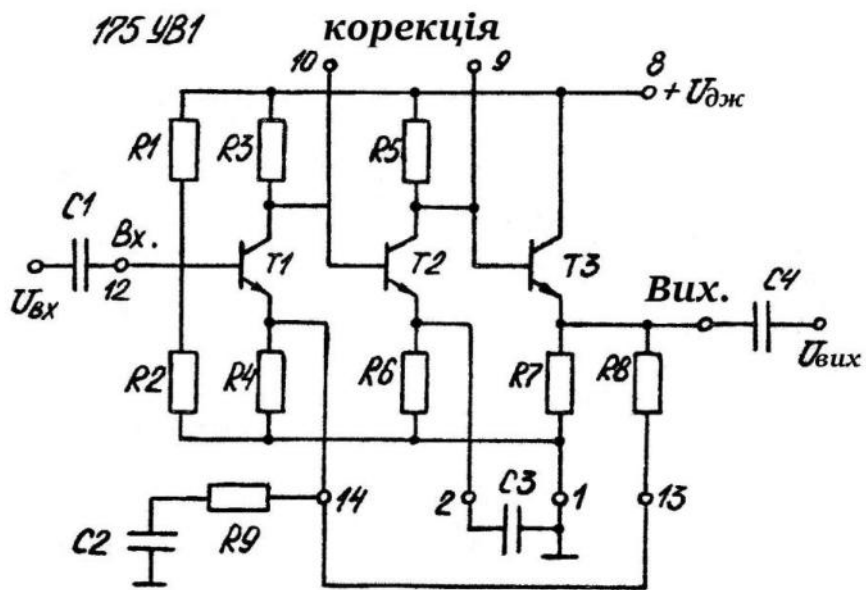 175 УВ1 корекція
10 9 8
+ Uдж
R1 R3 R5
C1 Вх. T1 T2 T3
Uвх 12 Вих. C4
Uвих
R2 R4 R6 R7 R8
14 2 C3 1 13
C2 R9